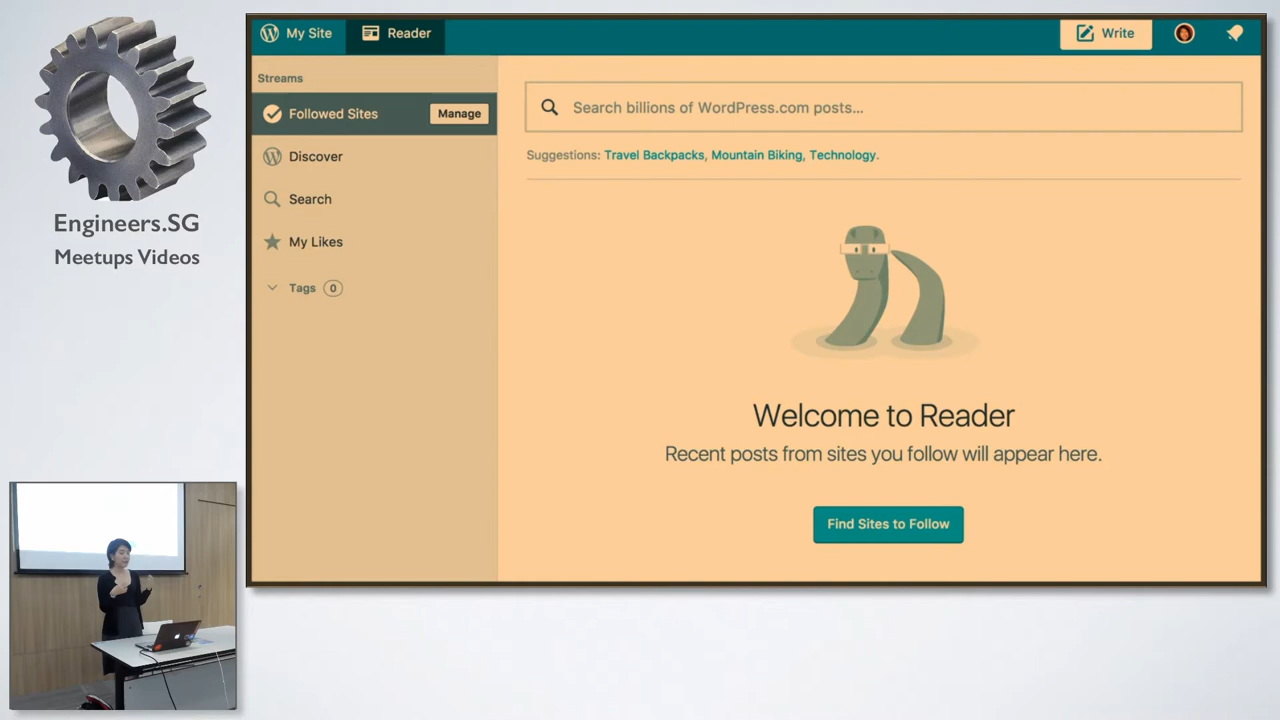 Engineers.SG
Meetups Videos
My Site
Reader
Write
Streams
Followed Sites
Manage
Discover
Search
My Likes
Tags 0
Search billions of WordPress.com posts...
Suggestions: Travel Backpacks, Mountain Biking, Technology.
Welcome to Reader
Recent posts from sites you follow will appear here.
Find Sites to Follow